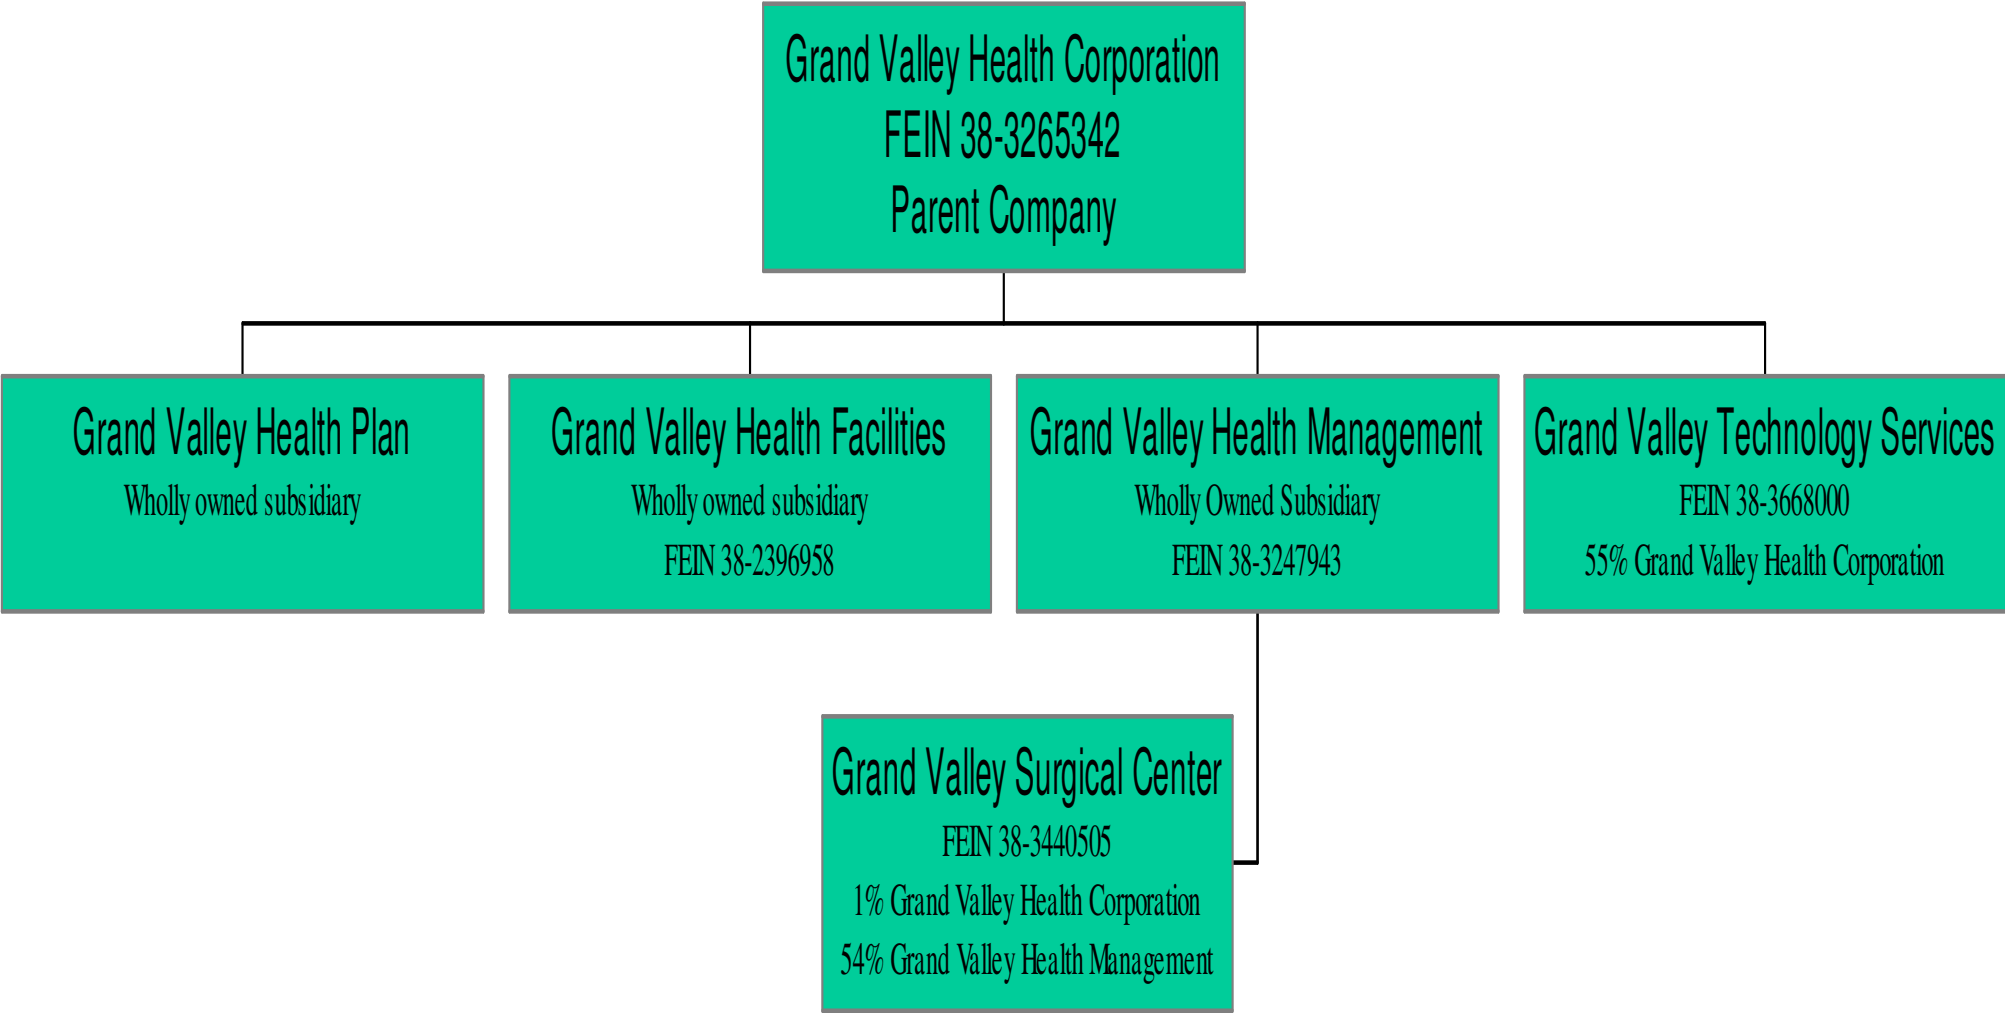 Grand Valley Health Corporation
FEIN 38-3265342
Parent Company
Grand Valley Health Plan
Wholly owned subsidiary
Grand Valley Health Facilities
Wholly owned subsidiary
FEIN 38-2396958
Grand Valley Health Management
Wholly Owned Subsidiary
FEIN 38-3247943
Grand Valley Technology Services
FEIN 38-3668000
55% Grand Valley Health Corporation
Grand Valley Surgical Center
FEIN 38-3440505
1% Grand Valley Health Corporation
54% Grand Valley Health Management